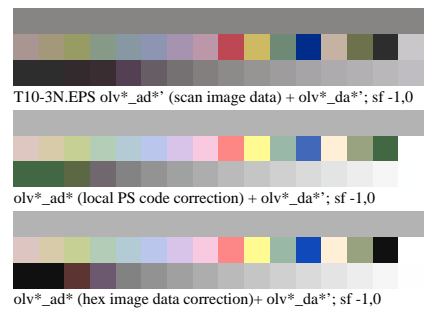 T10-3N.EPS olv*_ad*’ (scan image data) + olv*_da*’; sf -1,0
olv*_ad* (local PS code correction) + olv*_da*’; sf -1,0
olv*_ad* (hex image data correction)+ olv*_da*’; sf -1,0